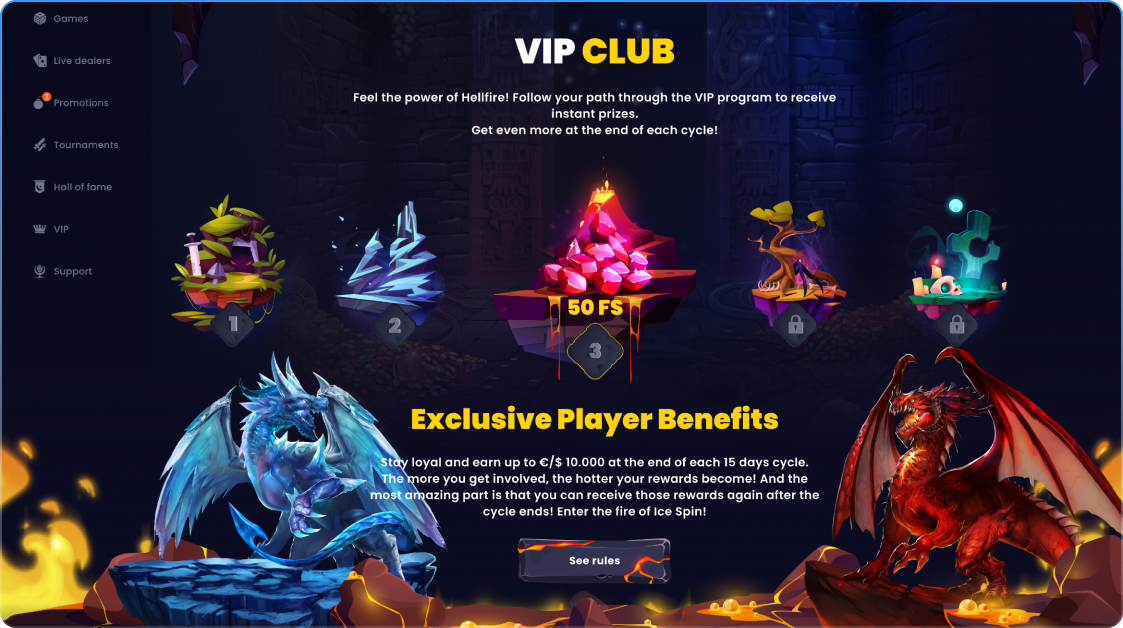 Games
Live dealers
3
Promotions
Tournaments
Hall of fame
VIP
Support
VIP CLUB
Feel the power of Hellfire! Follow your path through the VIP program to receive
instant prizes.
Get even more at the end of each cycle!
1
2
50 FS
3
Exclusive Player Benefits
Stay loyal and earn up to €/$ 10.000 at the end of each 15 days cycle.
The more you get involved, the hotter your rewards become! And the
most amazing part is that you can receive those rewards again after the
cycle ends! Enter the fire of Ice Spin!
See rules